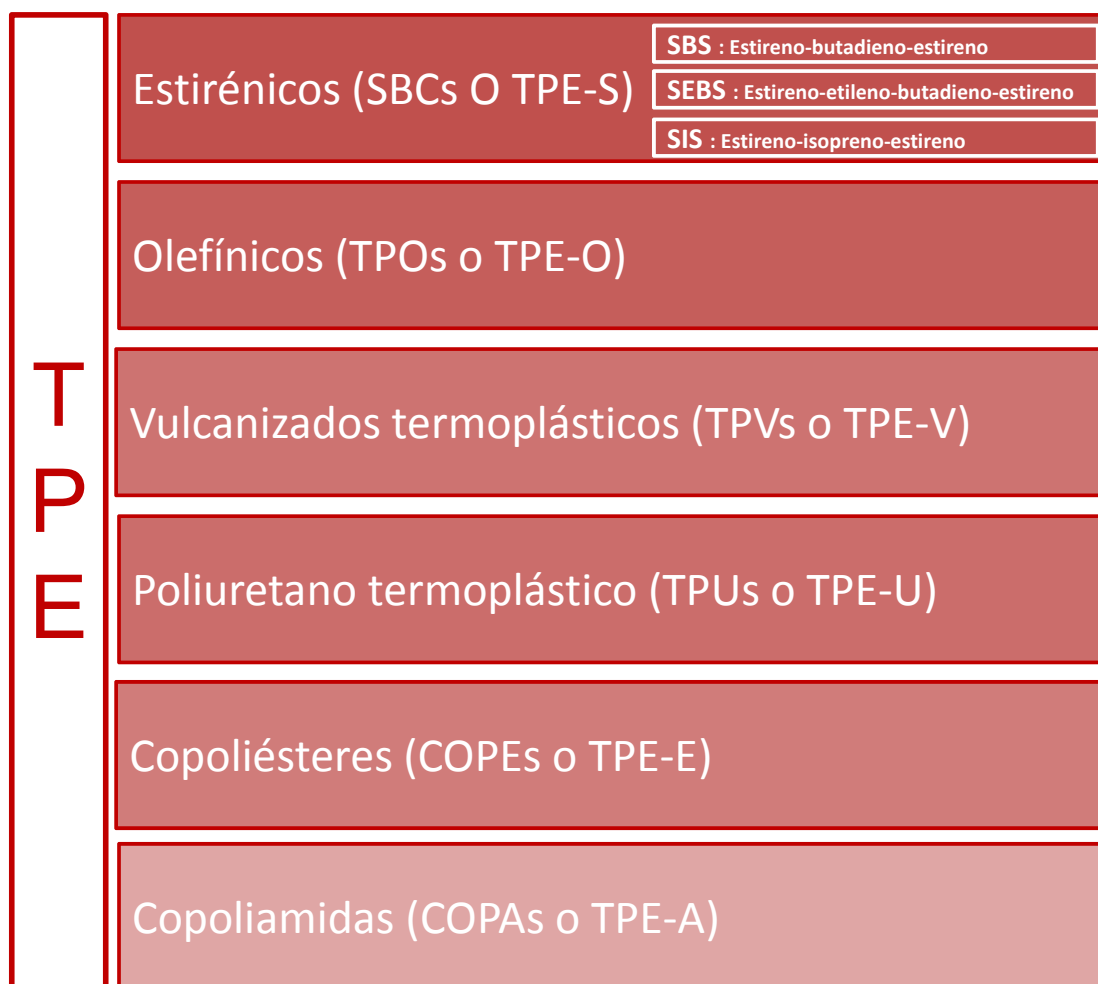 TPE
Estirénicos (SBCs O TPE-S)
SBS : Estireno-butadieno-estireno
SEBS : Estireno-etileno-butadieno-estireno
SIS : Estireno-isopreno-estireno
Olefínicos (TPOs o TPE-O)
Vulcanizados termoplásticos (TPVs o TPE-V)
Poliuretano termoplástico (TPUs o TPE-U)
Copoliésteres (COPEs o TPE-E)
Copoliamidas (COPAs o TPE-A)